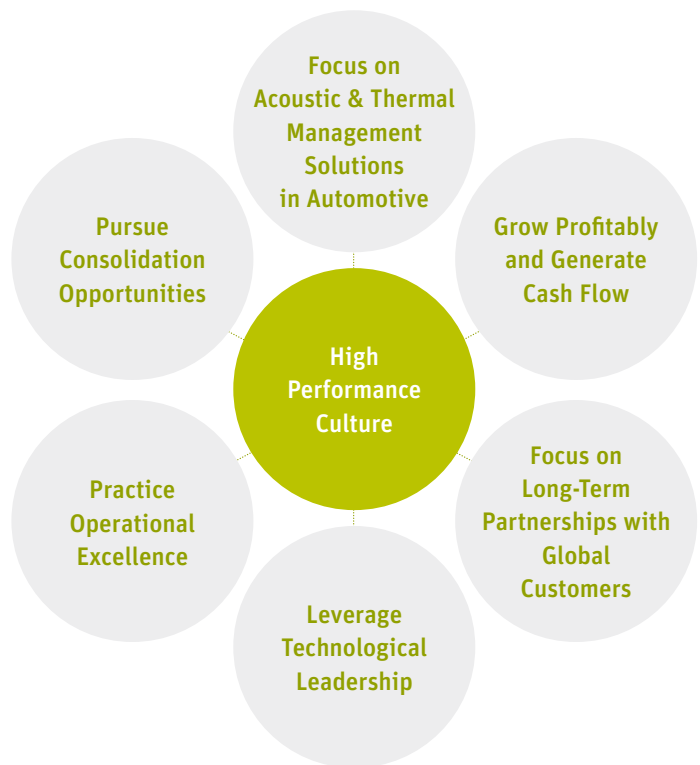 Focus on
Acoustic & Thermal
Management
Solutions
in Automotive
Pursue
Consolidation
Opportunities
Grow Profitably
and Generate
Cash Flow
High
Performance
Culture
Practice
Operational
Excellence
Focus on
Long-Term
Partnerships with
Global
Customers
Leverage
Technological
Leadership